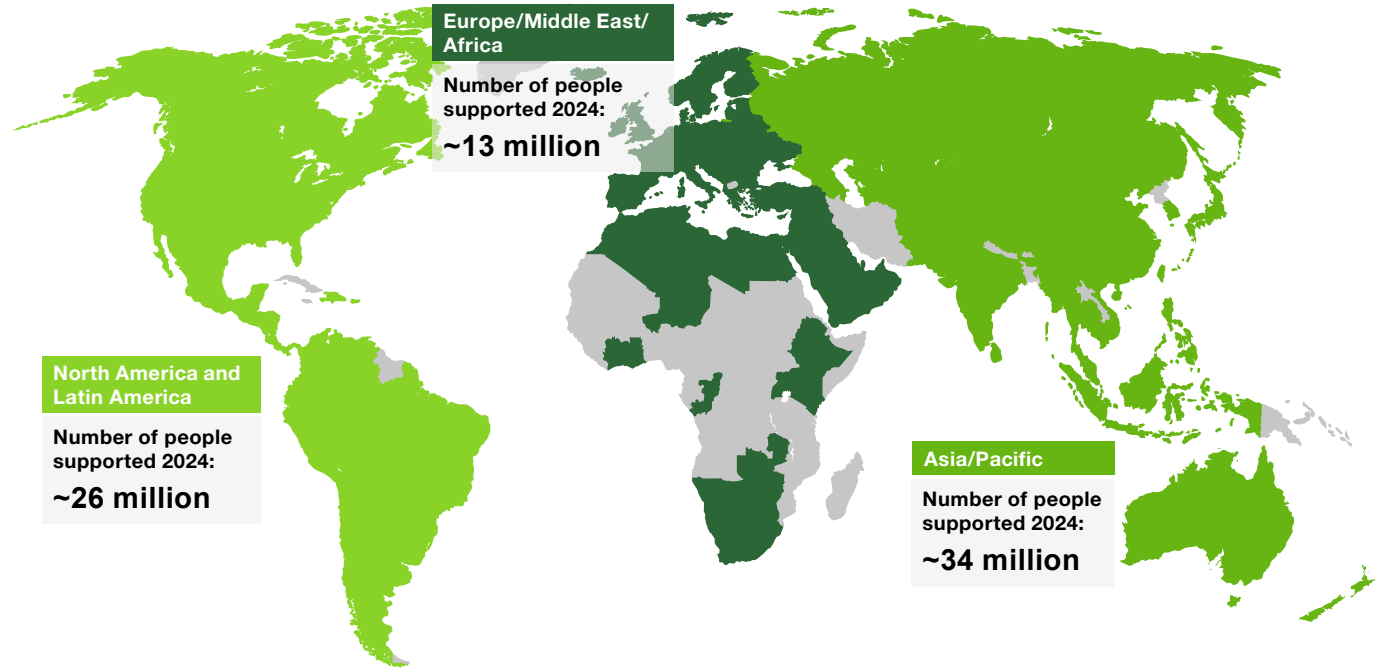 Europe/Middle East/
Africa
Number of people
supported 2024:
~13 million
North America and
Latin America
Number of people
supported 2024:
~26 million
Asia/Pacific
Number of people
supported 2024:
~34 million